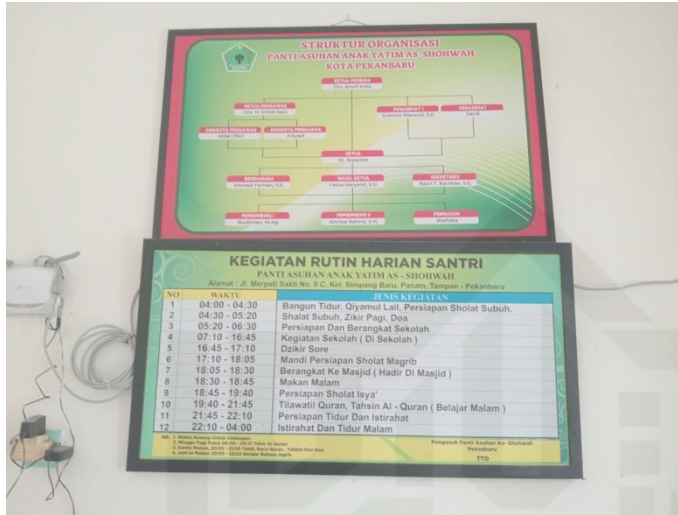 STRUKTUR ORGANISASI
PANTI ASUHAN ANAK YATIM AS-SHOHWAH
KOTA PEKANBARU
KETUA PEMBINA
KETUA PENGAWAS
PENASEHAT I
PENASEHAT
ANGGOTA PENGAWAS
ANGGOTA PENGAWAS
KETUA
BENDAHARA
WAKIL KETUA
SEKRETARIS
PEMBIMBING I
PEMBIMBING II
PENGASUH
KEGIATAN RUTIN HARIAN SANTRI
PANTI ASUHAN ANAK YATIM AS - SHOHWAH
Alamat : Jl. Merpati Sakti No. II C, Kel. Simpang Baru, Panam, Tampan - Pekanbaru
NO WAKTU JENIS KEGIATAN
1 04:00 - 04:30 Bangun Tidur, Qiyamul Lail, Persiapan Sholat Subuh.
2 04:30 - 05:20 Shalat Subuh, Zikir Pagi, Doa
3 05:20 - 06:30 Persiapan Dan Berangkat Sekolah
4 07:10 - 16:45 Kegiatan Sekolah ( Di Sekolah )
5 16:45 - 17:10 Dzikir Sore
6 17:10 - 18:05 Mandi Persiapan Sholat Magrib
7 18:05 - 18:30 Berangkat Ke Masjid ( Hadir Di Masjid )
8 18:30 - 18:45 Makan Malam
9 18:45 - 19:40 Persiapan Sholat Isya'
10 19:40 - 21:45 Tilawatil Quran, Tahsin Al - Quran ( Belajar Malam )
11 21:45 - 22:10 Persiapan Tidur Dan Istirahat
12 22:10 - 04:00 Istirahat Dan Tidur Malam
Pengasuh Panti Asuhan As- Shohwah
Pekanbaru
TTD